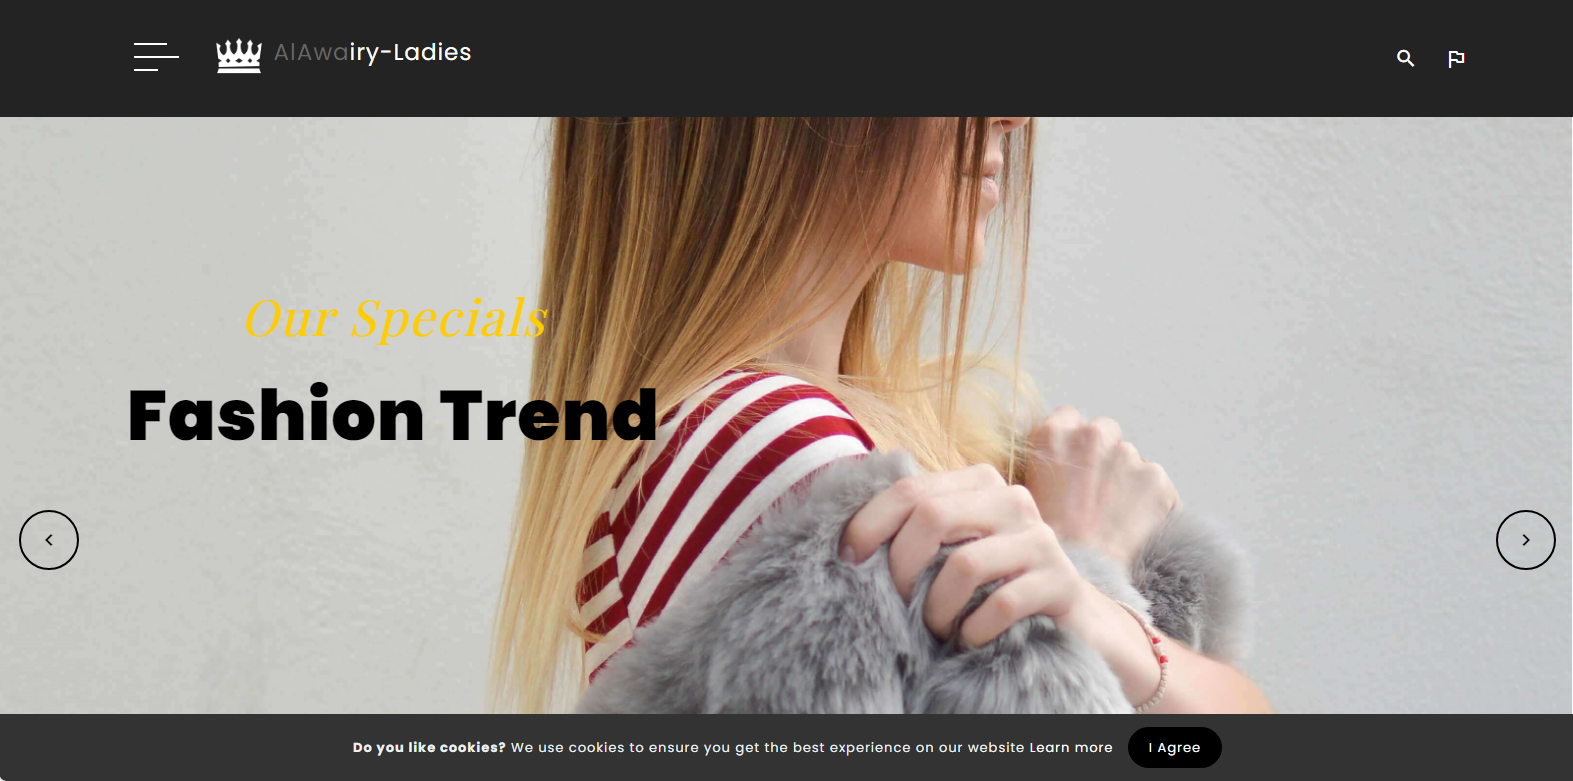 AlAwairy-Ladies
Our Specials
Fashion Trend
Do you like cookies? We use cookies to ensure you get the best experience on our website Learn more
I Agree